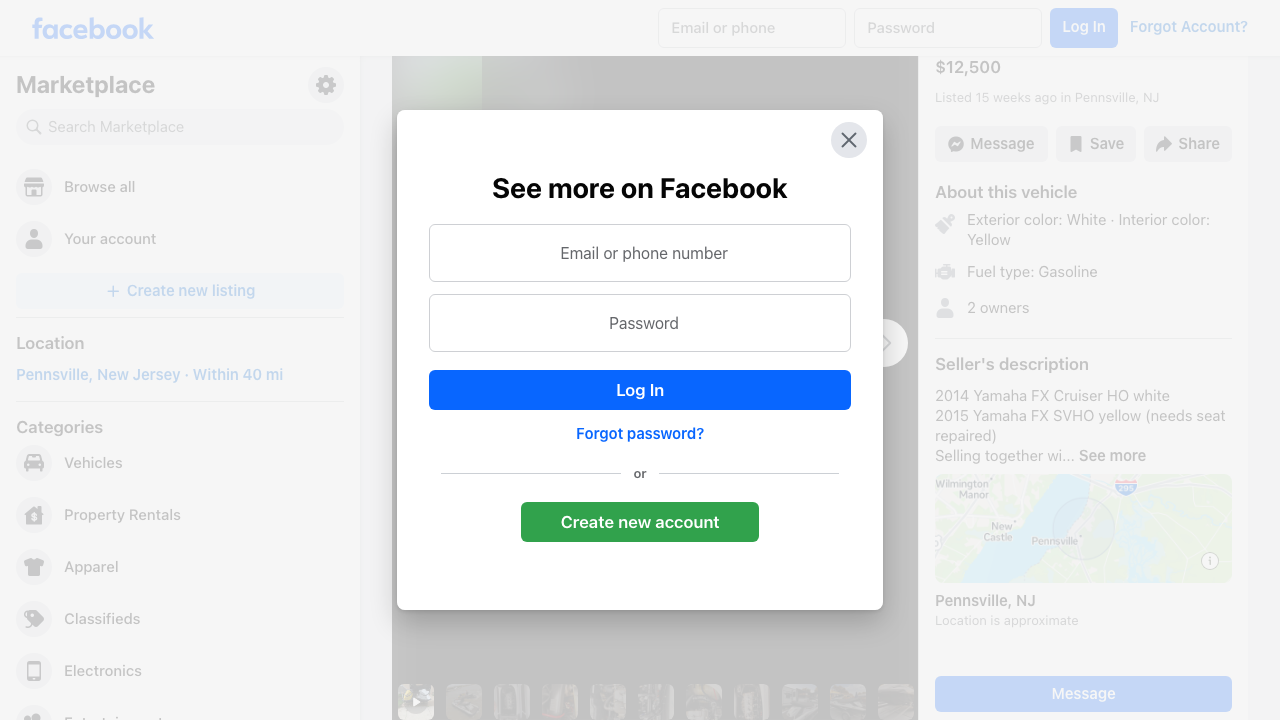 facebook
Email or phone
Password
Log In
Forgot Account?
Marketplace
Search Marketplace
Browse all
Your account
Create new listing
Location
Pennsville, New Jersey · Within 40 mi
Categories
Vehicles
Property Rentals
Apparel
Classifieds
Electronics
See more on Facebook
Email or phone number
Password
Log In
Forgot password?
or
Create new account
$12,500
Listed 15 weeks ago in Pennsville, NJ
Message
Save
Share
About this vehicle
Exterior color: White · Interior color:
Yellow
Fuel type: Gasoline
2 owners
Seller's description
2014 Yamaha FX Cruiser HO white
2015 Yamaha FX SVHO yellow (needs seat
repaired)
Selling together wi... See more
Wilmington
Manor
295
New
Castle
Pennsville
Pennsville, NJ
Location is approximate
Message